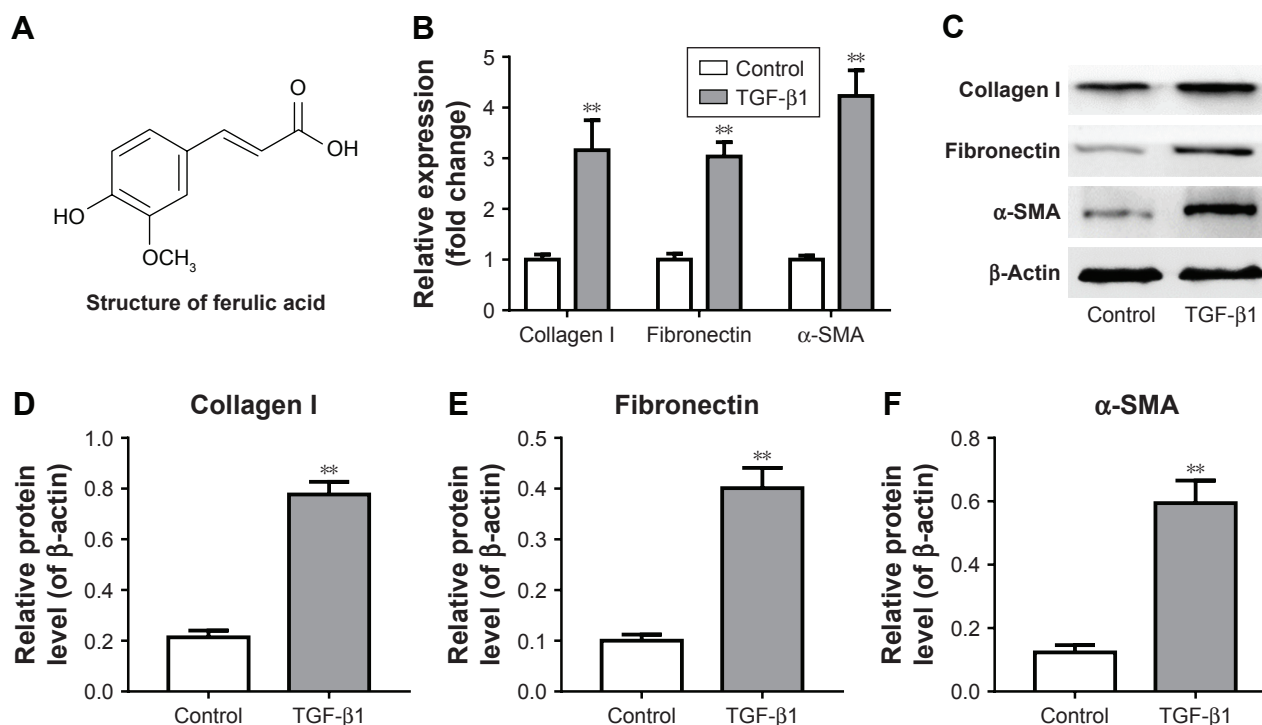 A
O
OH
HO
OCH₃
Structure of ferulic acid
B
Relative expression
(fold change)
5
4
3
2
1
0
Control
TGF-β1
**
**
**
Collagen I
Fibronectin
α-SMA
C
Collagen I
Fibronectin
α-SMA
β-Actin
Control
TGF-β1
D
Collagen I
Relative protein
level (of β-actin)
1.0
0.8
0.6
0.4
0.2
0.0
**
Control
TGF-β1
E
Fibronectin
Relative protein
level (of β-actin)
0.5
0.4
0.3
0.2
0.1
0.0
**
Control
TGF-β1
F
α-SMA
Relative protein
level (of β-actin)
0.8
0.6
0.4
0.2
0.0
**
Control
TGF-β1